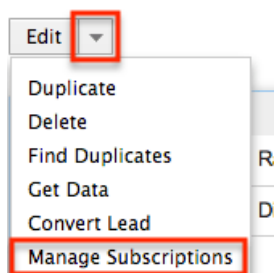 Edit
Duplicate
Delete
Find Duplicates
Get Data
Convert Lead
Manage Subscriptions